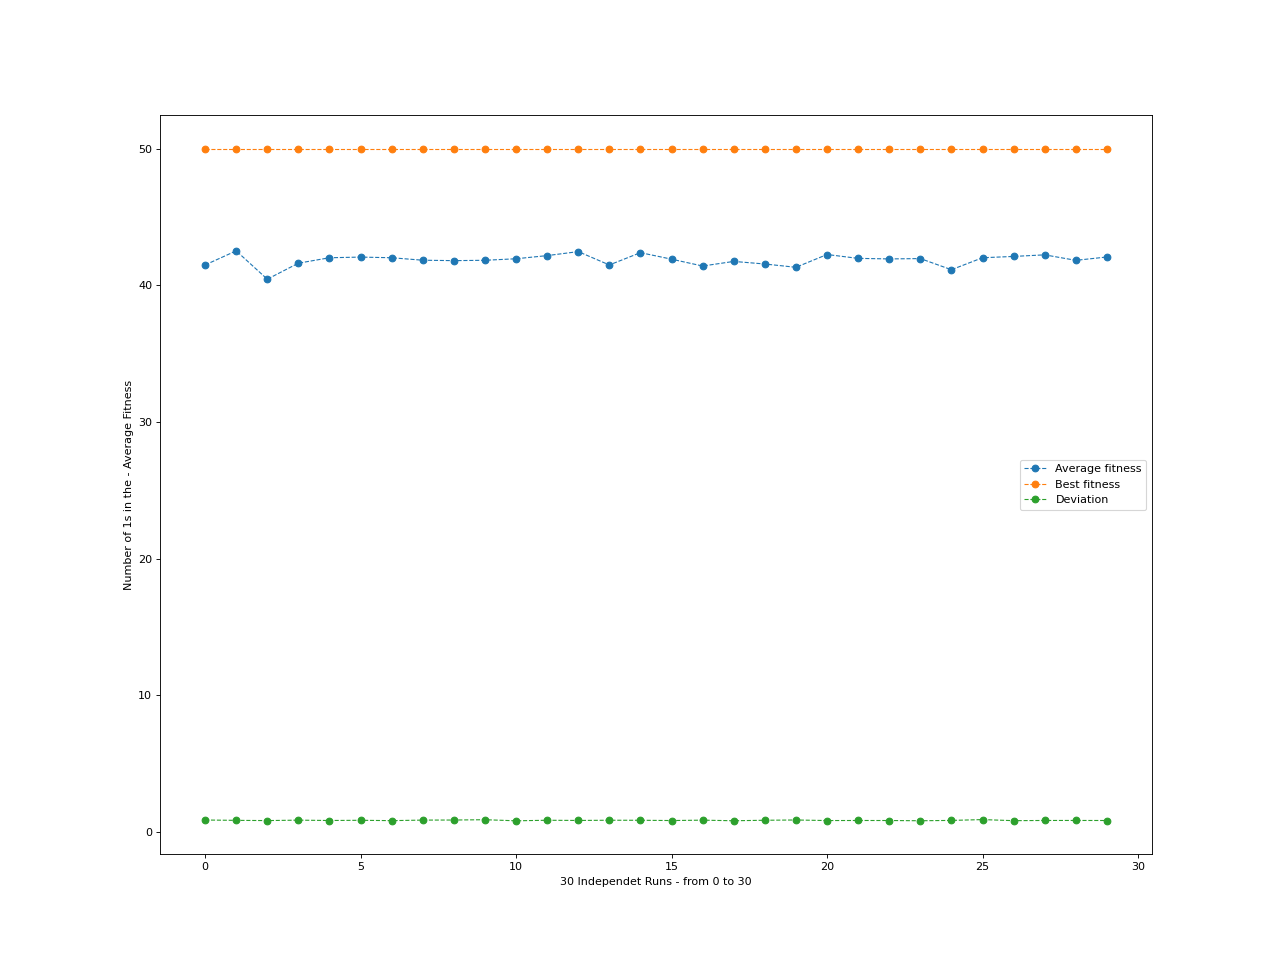 50
40
30
20
10
0
Number of 1s in the - Average Fitness
Average fitness
Best fitness
Deviation
0 5 10 15 20 25 30
30 Independet Runs - from 0 to 30